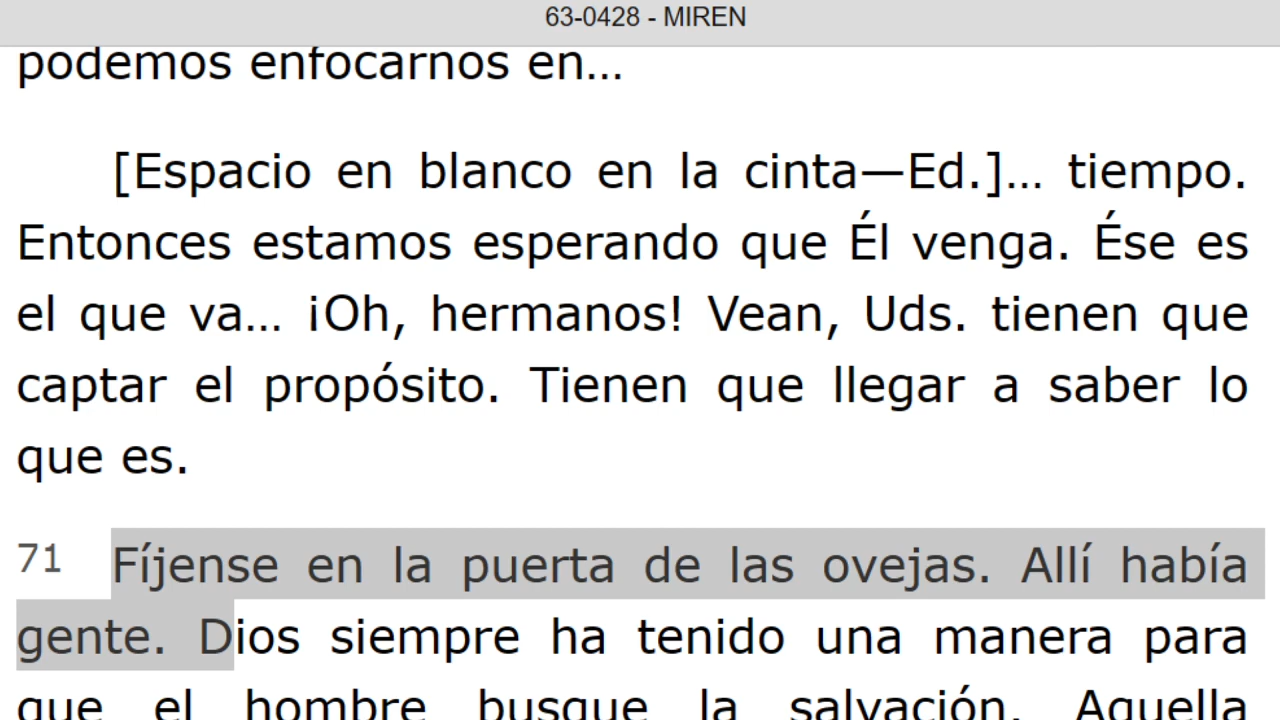 63-0428 - MIREN
podemos enfocarnos en...
[Espacio en blanco en la cinta—Ed.]... tiempo.
Entonces estamos esperando que Él venga. Ése es
el que va... ¡Oh, hermanos! Vean, Uds. tienen que
captar el propósito. Tienen que llegar a saber lo
que es.
71 Fíjense en la puerta de las ovejas. Allí había
gente. Dios siempre ha tenido una manera para
que el hombre busque la salvación. Aquella